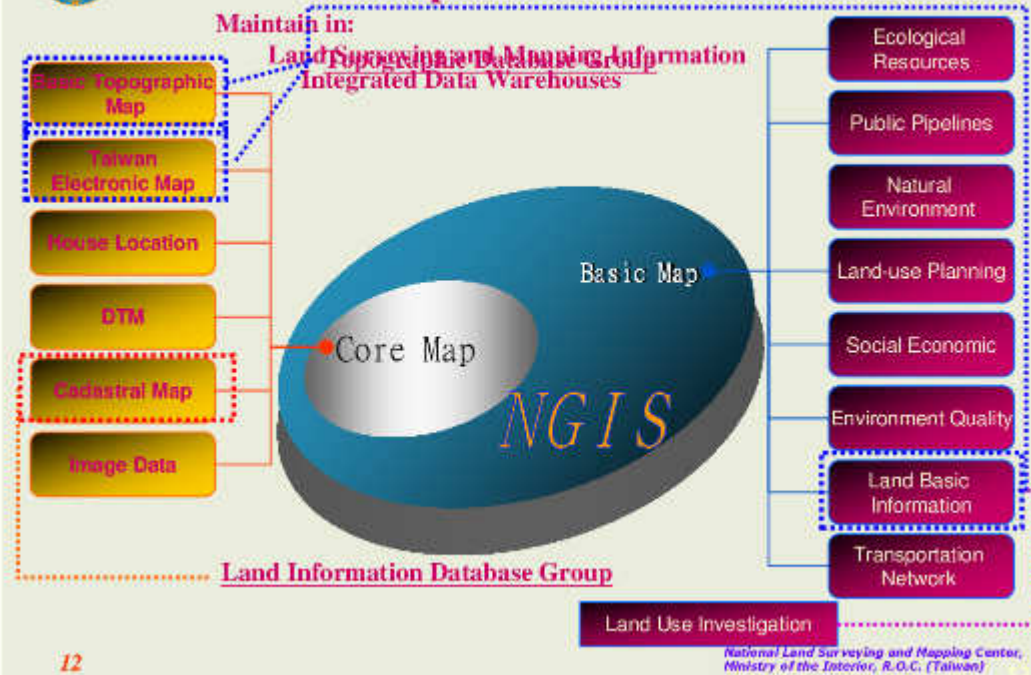 Maintain in:
Land Surveying and Mapping Information
Topographic Database Group
Integrated Data Warehouses
Basic Topographic
Map
Taiwan
Electronic Map
House Location
DTM
Cadastral Map
Image Data
Core Map
Basic Map
NGIS
Ecological
Resources
Public Pipelines
Natural
Environment
Land-use Planning
Social Economic
Environment Quality
Land Basic
Information
Transportation
Network
Land Information Database Group
Land Use Investigation
12
National Land Surveying and Mapping Center,
Ministry of the Interior, R.O.C. (Taiwan)